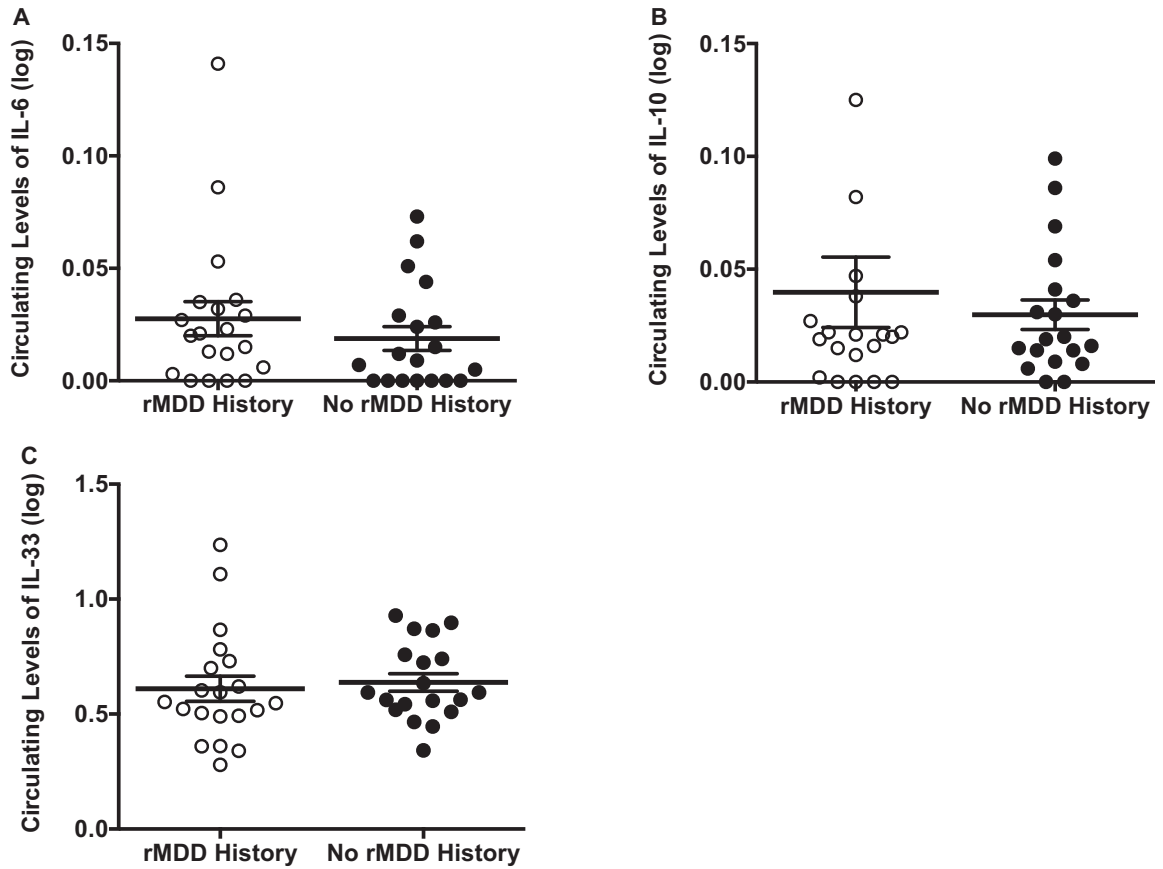 A
Circulating Levels of IL-6 (log)
0.15
0.10
0.05
0.00
rMDD History
No rMDD History
B
Circulating Levels of IL-10 (log)
0.15
0.10
0.05
0.00
rMDD History
No rMDD History
C
Circulating Levels of IL-33 (log)
1.5
1.0
0.5
0.0
rMDD History
No rMDD History